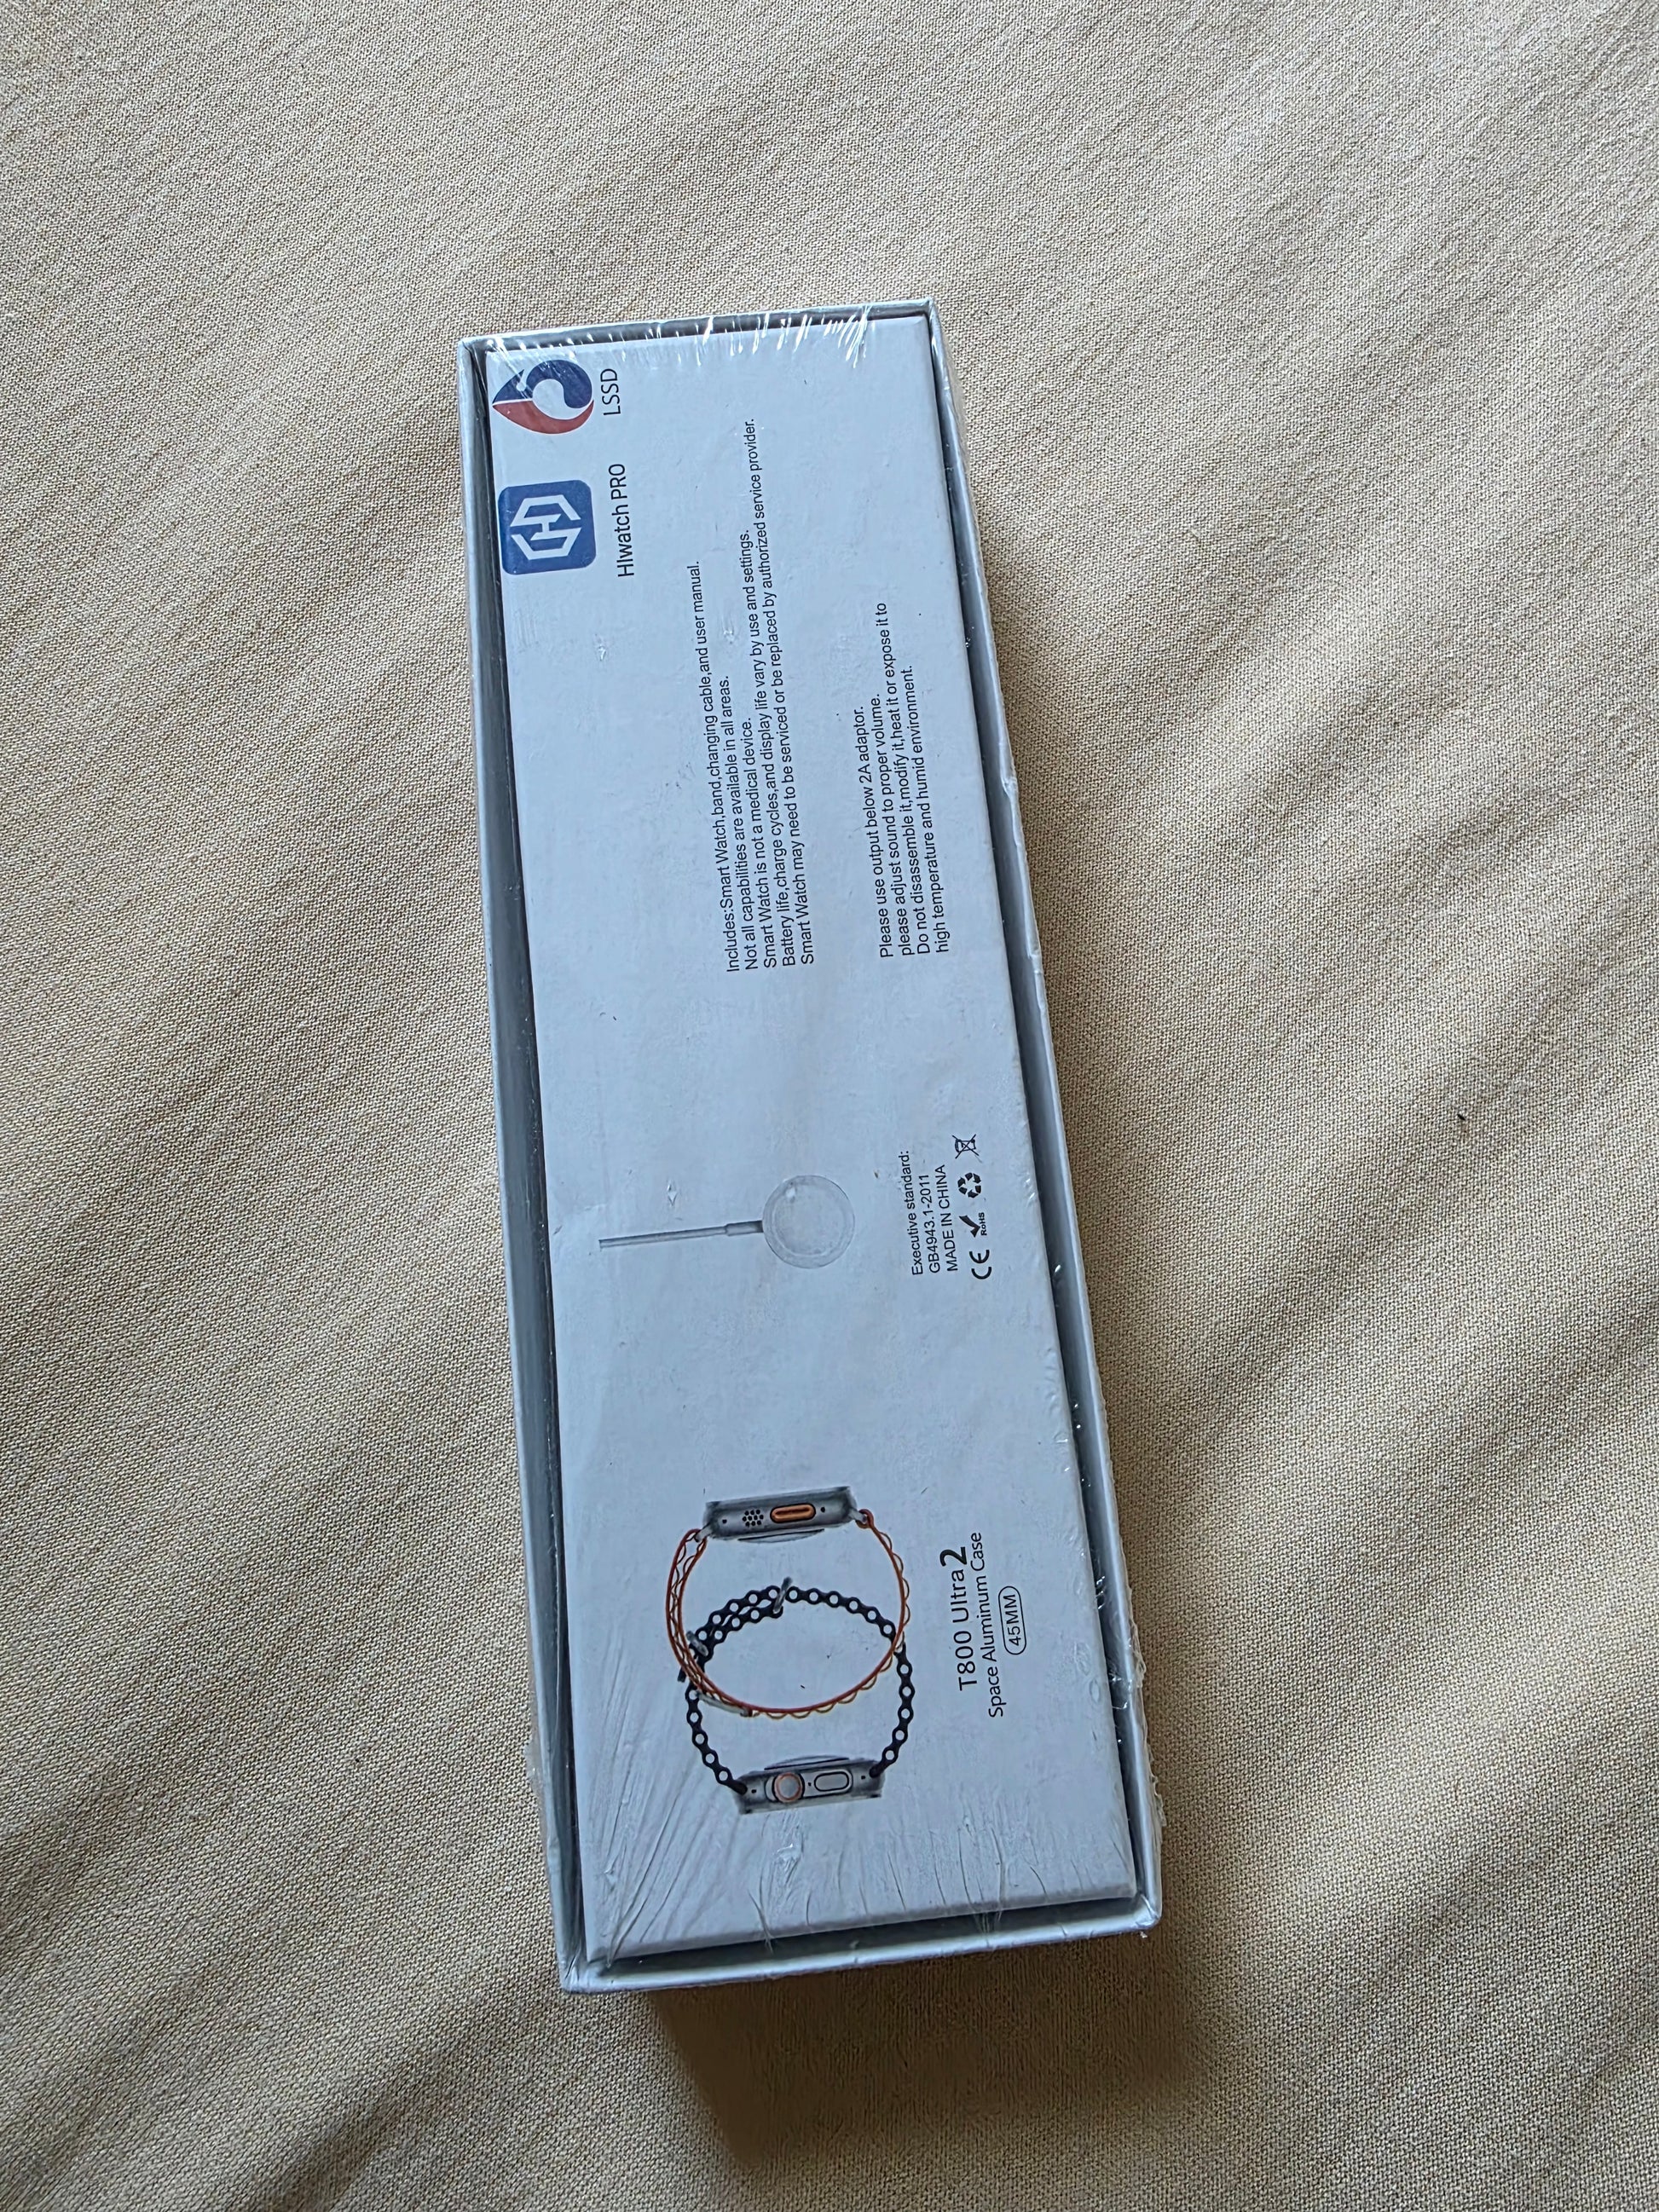 HIwatch PRO
LSSD
Includes:Smart Watch,band,changing cable,and user manual.
Not all capabilities are available in all areas.
Smart Watch is not a medical device.
Battery life,charge cycles,and display life vary by use and settings.
Smart Watch may need to be serviced or be replaced by authorized service provider.
Please use output below 2A adaptor.
please adjust sound to proper volume.
Do not disassemble it,modify it,heat it or expose it to
high temperature and humid environment.
Executive standard:
GB4943.1-2011
MADE IN CHINA
CE RoHS
T800 Ultra2
Space Aluminum Case
45MM